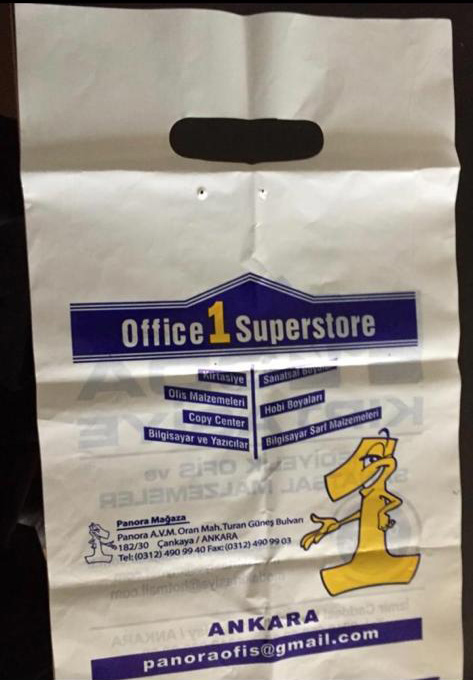 Office 1 Superstore
Kırtasiye
Sanatsal Boyalar
Ofis Malzemeleri
Hobi Boyaları
Copy Center
Bilgisayar Sarf Malzemeleri
Bilgisayar ve Yazıcılar
Panora Mağaza
Panora A.V.M. Oran Mah. Turan Güneş Bulvarı
182/30 Çankaya / ANKARA
Tel: (0312) 490 99 40 Fax: (0312) 490 99 03
ANKARA
panoraofis@gmail.com